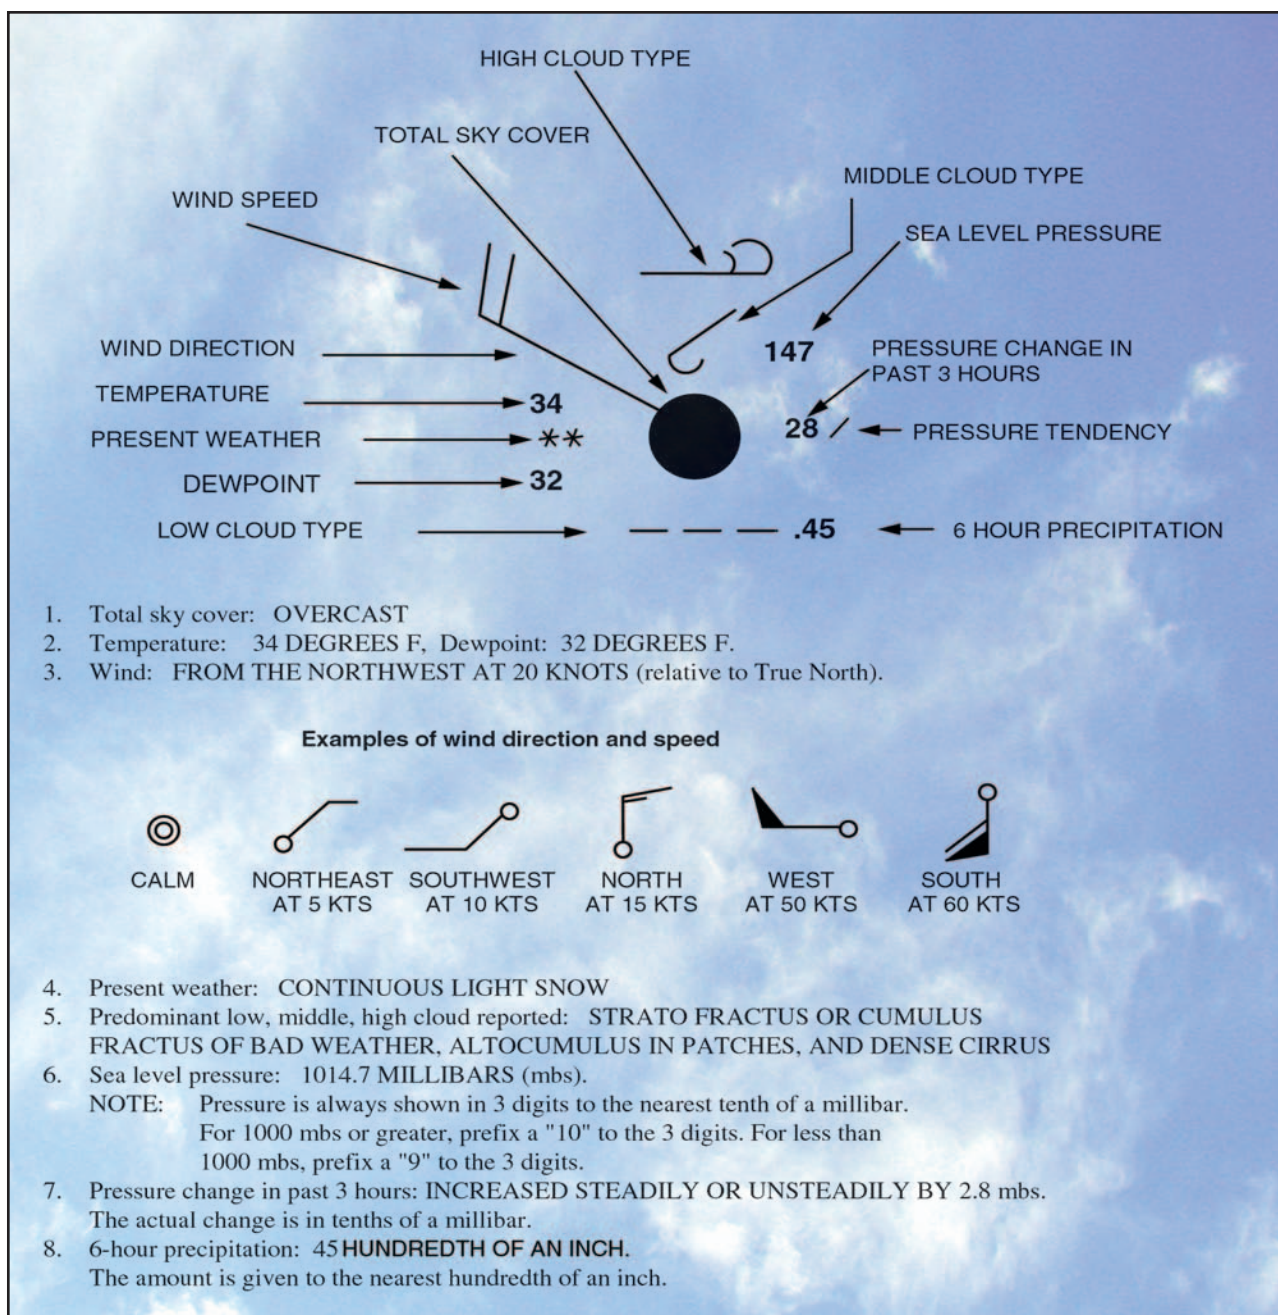 HIGH CLOUD TYPE
TOTAL SKY COVER
MIDDLE CLOUD TYPE
WIND SPEED
SEA LEVEL PRESSURE
WIND DIRECTION
147
PRESSURE CHANGE IN
PAST 3 HOURS
TEMPERATURE
34
28
PRESSURE TENDENCY
PRESENT WEATHER
**
DEWPOINT
32
LOW CLOUD TYPE
.45
6 HOUR PRECIPITATION
1. Total sky cover: OVERCAST
2. Temperature: 34 DEGREES F, Dewpoint: 32 DEGREES F.
3. Wind: FROM THE NORTHWEST AT 20 KNOTS (relative to True North).
Examples of wind direction and speed
CALM
NORTHEAST
AT 5 KTS
SOUTHWEST
AT 10 KTS
NORTH
AT 15 KTS
WEST
AT 50 KTS
SOUTH
AT 60 KTS
4. Present weather: CONTINUOUS LIGHT SNOW
5. Predominant low, middle, high cloud reported: STRATO FRACTUS OR CUMULUS
FRACTUS OF BAD WEATHER, ALTOCUMULUS IN PATCHES, AND DENSE CIRRUS
6. Sea level pressure: 1014.7 MILLIBARS (mbs).
NOTE: Pressure is always shown in 3 digits to the nearest tenth of a millibar.
For 1000 mbs or greater, prefix a "10" to the 3 digits. For less than
1000 mbs, prefix a "9" to the 3 digits.
7. Pressure change in past 3 hours: INCREASED STEADILY OR UNSTEADILY BY 2.8 mbs.
The actual change is in tenths of a millibar.
8. 6-hour precipitation: 45 HUNDREDTH OF AN INCH.
The amount is given to the nearest hundredth of an inch.